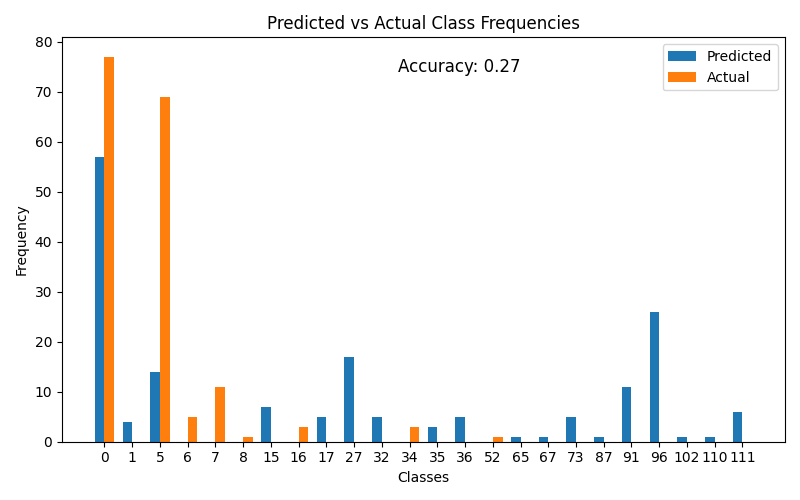 Predicted vs Actual Class Frequencies
Accuracy: 0.27
Predicted
Actual
80
70
60
50
40
30
20
10
0
Frequency
0 1 5 6 7 8 15 16 17 27 32 34 35 36 52 65 67 73 87 91 96 102 110 111
Classes